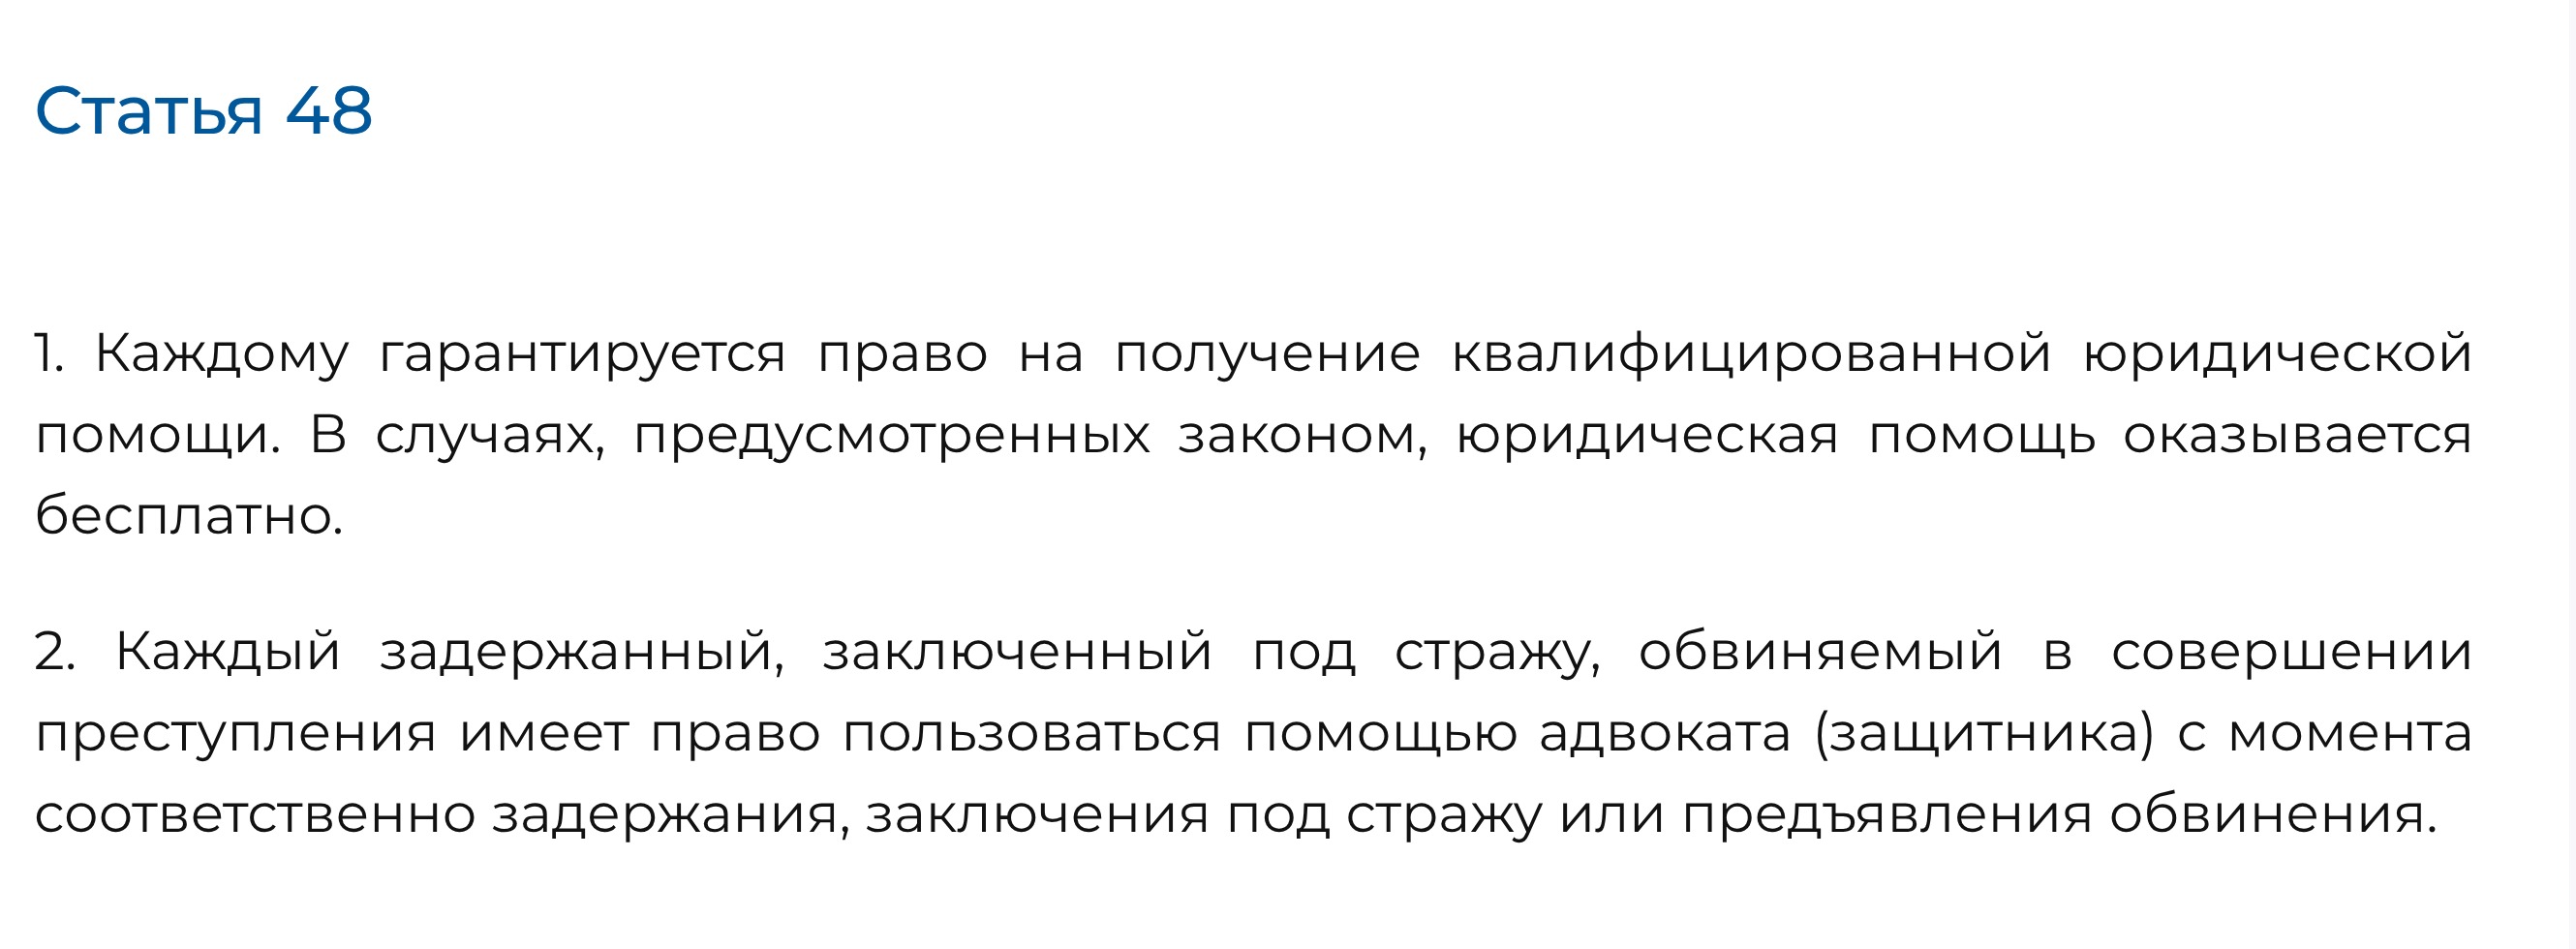 Статья 48
1. Каждому гарантируется право на получение квалифицированной юридической
помощи. В случаях, предусмотренных законом, юридическая помощь оказывается
бесплатно.
2. Каждый задержанный, заключенный под стражу, обвиняемый в совершении
преступления имеет право пользоваться помощью адвоката (защитника) с момента
соответственно задержания, заключения под стражу или предъявления обвинения.